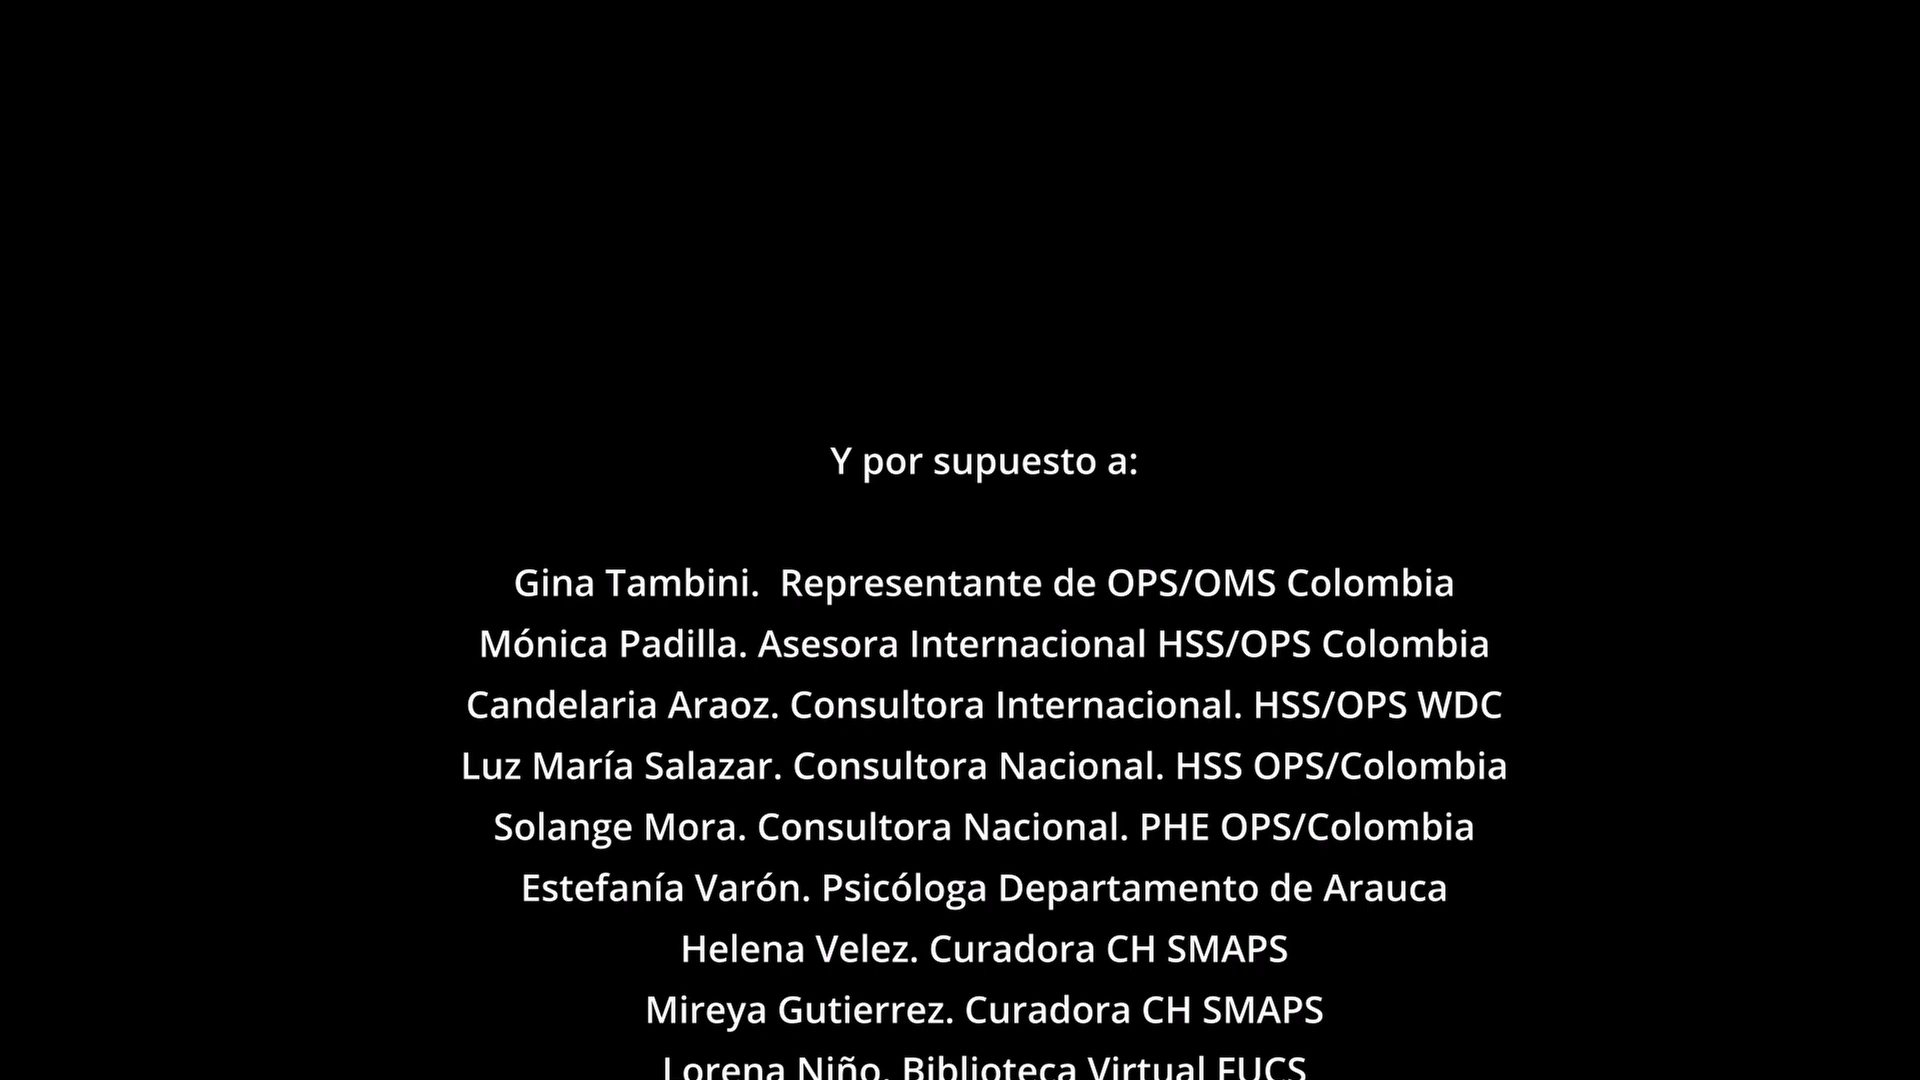 Y por supuesto a:
Gina Tambini.  Representante de OPS/OMS Colombia
Mónica Padilla. Asesora Internacional HSS/OPS Colombia
Candelaria Araoz. Consultora Internacional. HSS/OPS WDC
Luz María Salazar. Consultora Nacional. HSS OPS/Colombia
Solange Mora. Consultora Nacional. PHE OPS/Colombia
Estefanía Varón. Psicóloga Departamento de Arauca
Helena Velez. Curadora CH SMAPS
Mireya Gutierrez. Curadora CH SMAPS
Lorena Niño. Biblioteca Virtual